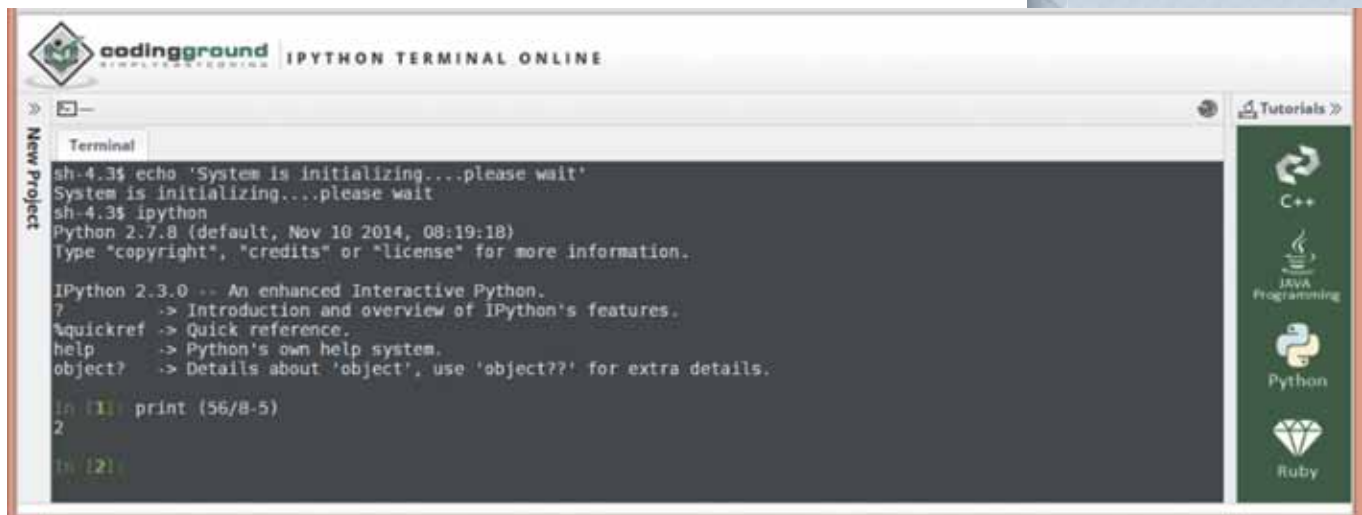 codingground
SIMPLYEASYCODING
IPYTHON TERMINAL ONLINE
Tutorials »
»
New Project
Terminal
sh-4.3$ echo 'System is initializing....please wait'
System is initializing....please wait
sh-4.3$ ipython
Python 2.7.8 (default, Nov 10 2014, 08:19:18)
Type "copyright", "credits" or "license" for more information.
IPython 2.3.0 -- An enhanced Interactive Python.
?         -> Introduction and overview of IPython's features.
%quickref -> Quick reference.
help      -> Python's own help system.
object?   -> Details about 'object', use 'object??' for extra details.
In [1]: print (56/8-5)
2
In [2]:
C++
JAVA
Programming
Python
Ruby